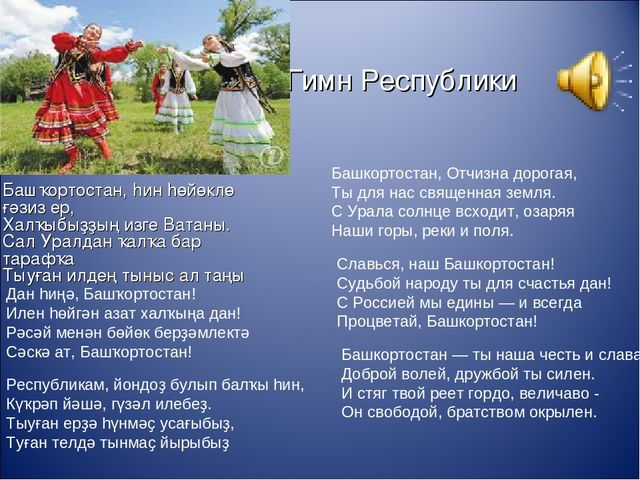 Гимн Республики
Баш ҡортостан, һин һөйөклө
ғәзиз ер,
Халҡыбыҙҙың изге Ватаны.
Сал Уралдан ҡалҡа бар
тарафҡа
Тыуған илдең тыныс ал таңы
Дан һиңә, Башҡортостан!
Илен һөйгән азат халҡыңа дан!
Рәсәй менән бөйөк берҙәмлектә
Сәскә ат, Башҡортостан!
Республикам, йондоҙ булып балҡы һин,
Күкрәп йәшә, гүзәл илебеҙ.
Тыуған ерҙә һүнмәҫ усағыбыҙ,
Туған телдә тынмаҫ йырыбыҙ
Башкортостан, Отчизна дорогая,
Ты для нас священная земля.
С Урала солнце всходит, озаряя
Наши горы, реки и поля.
Славься, наш Башкортостан!
Судьбой народу ты для счастья дан!
С Россией мы едины — и всегда
Процветай, Башкортостан!
Башкортостан — ты наша честь и слава
Доброй волей, дружбой ты силен.
И стяг твой реет гордо, величаво -
Он свободой, братством окрылен.